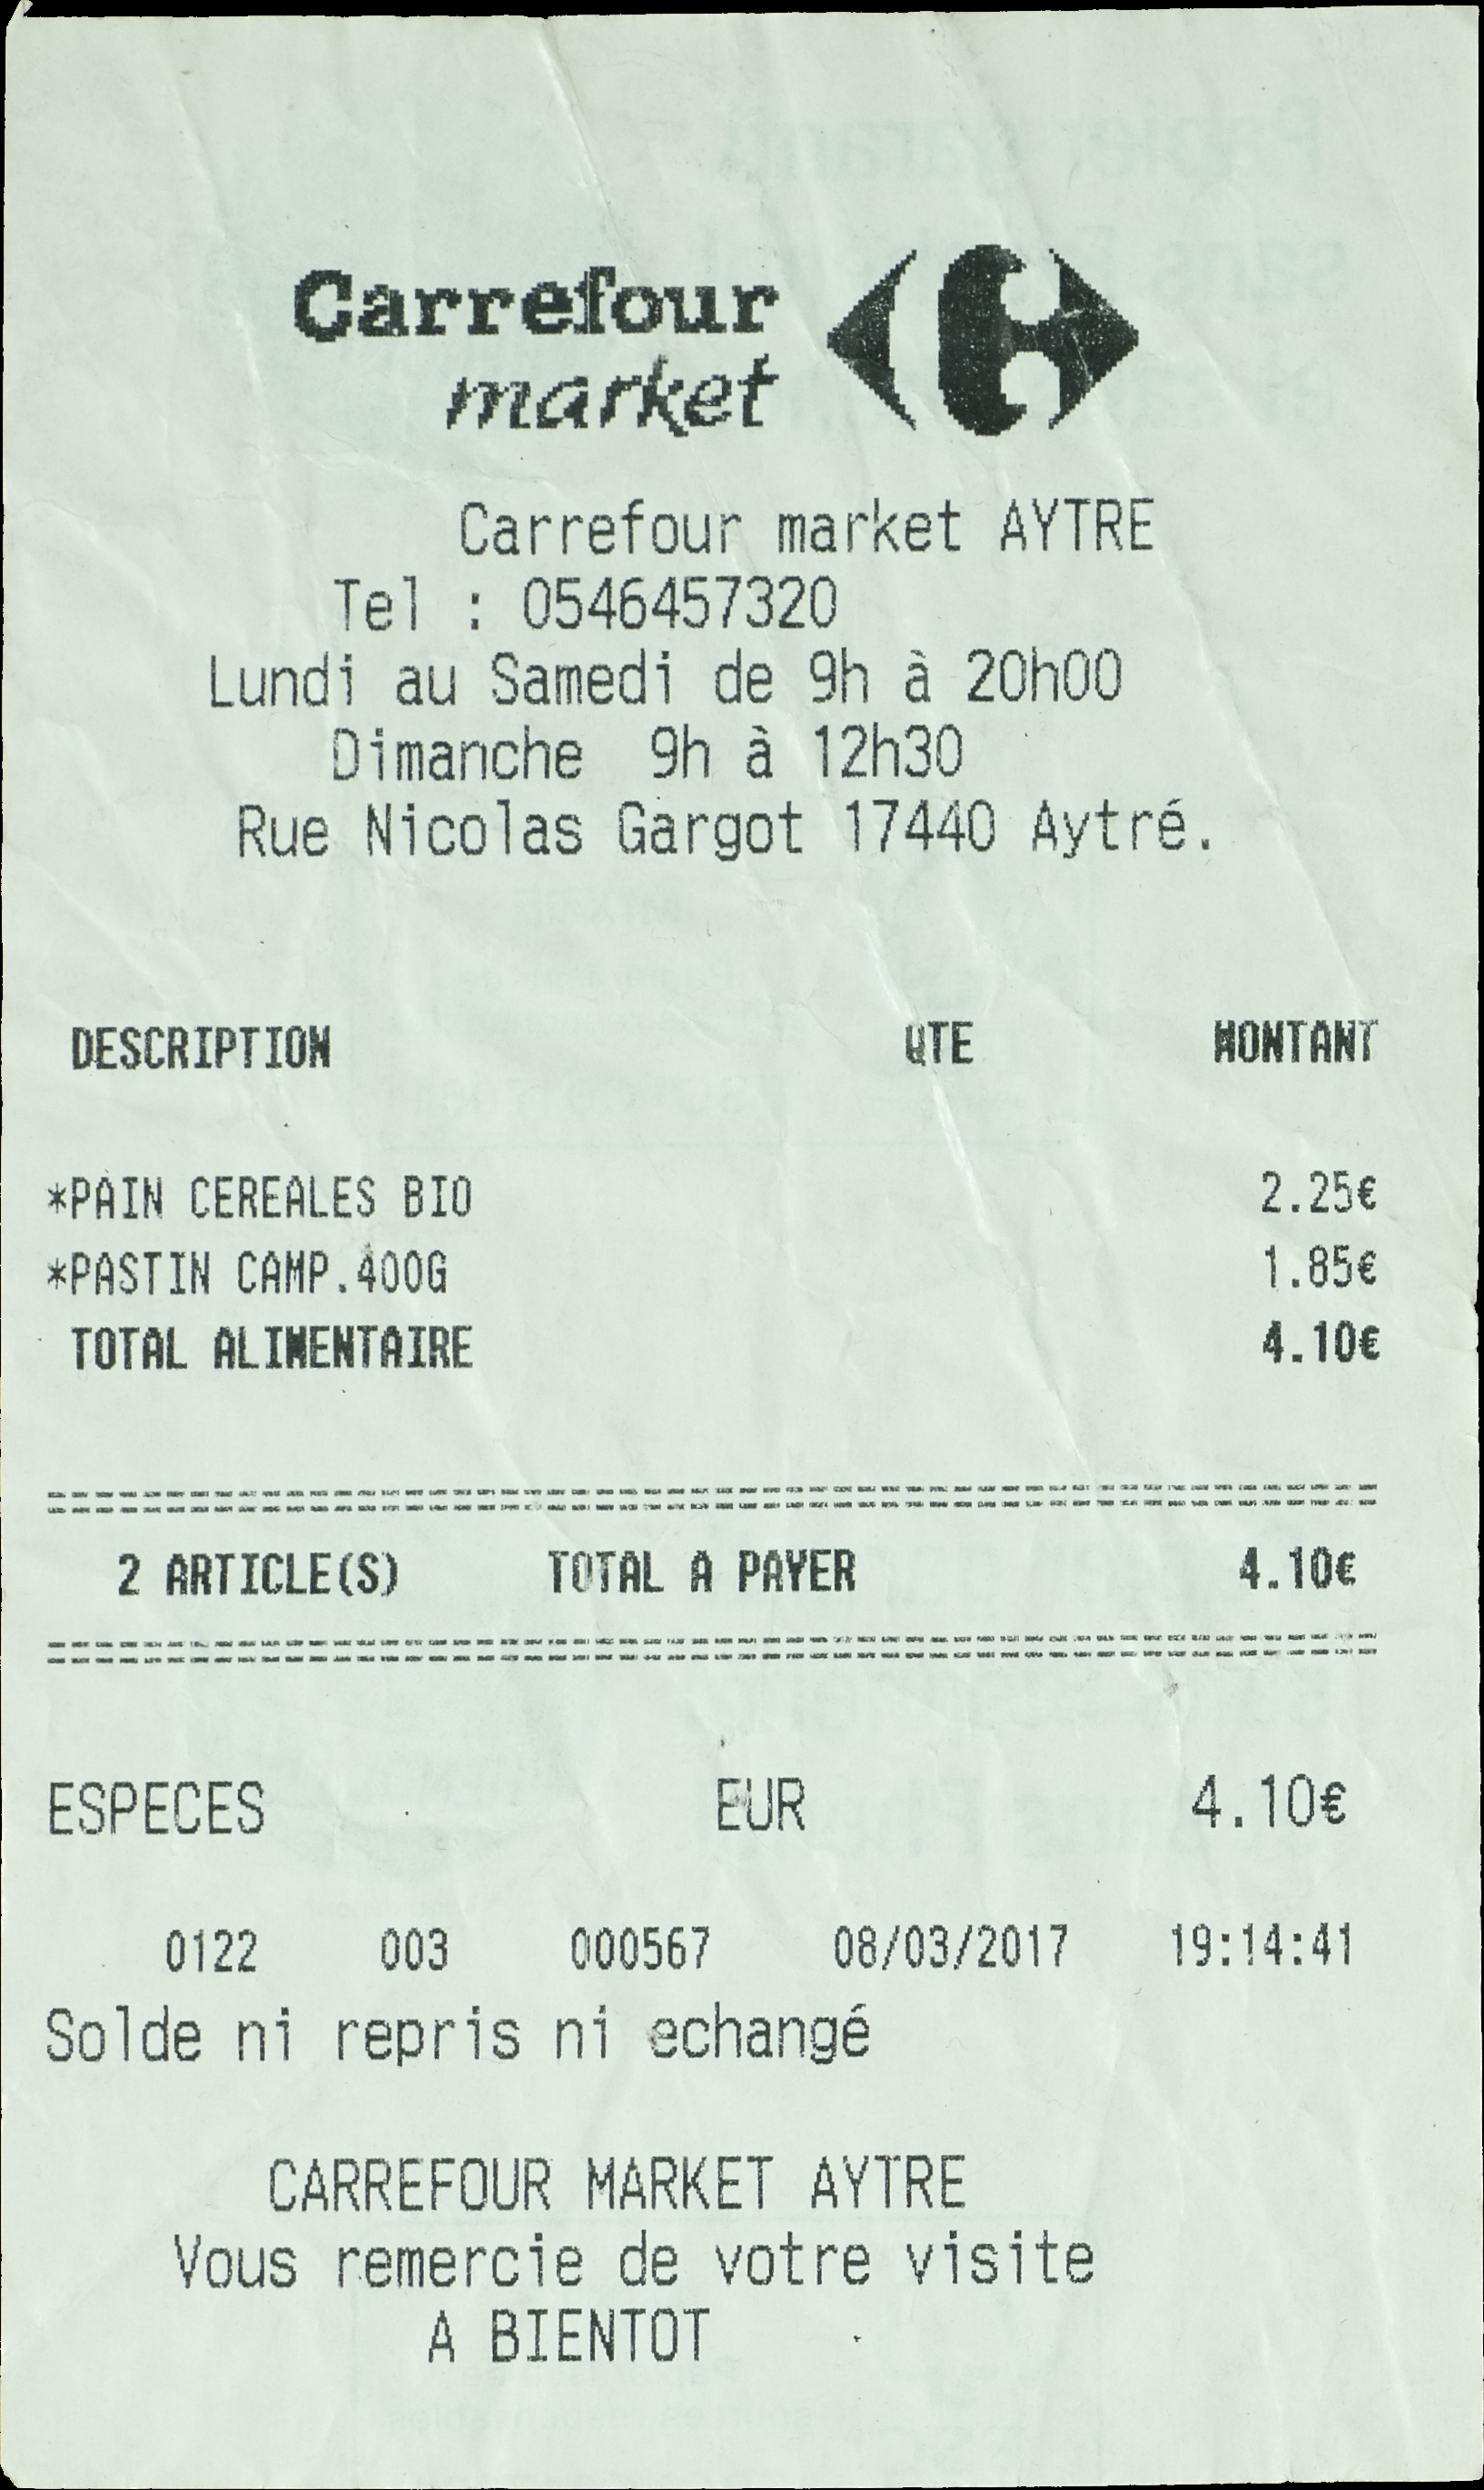 Carrefour
market
Carrefour market AYTRE
Tel : 0546457320
Lundi au Samedi de 9h à 20h00
Dimanche 9h à 12h30
Rue Nicolas Gargot 17440 Aytré.
DESCRIPTION QTE MONTANT
*PAIN CEREALES BIO 2.25€
*PASTIN CAMP.400G 1.85€
TOTAL ALIMENTAIRE 4.10€
================================================
2 ARTICLE(S) TOTAL A PAYER 4.10€
================================================
ESPECES EUR 4.10€
0122 003 000567 08/03/2017 19:14:41
Solde ni repris ni echangé
CARREFOUR MARKET AYTRE
Vous remercie de votre visite
A BIENTOT